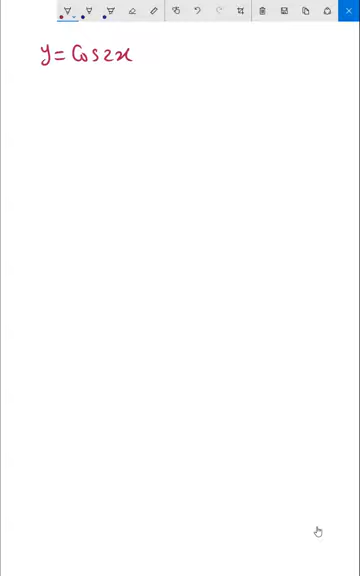 y = Cos 2x